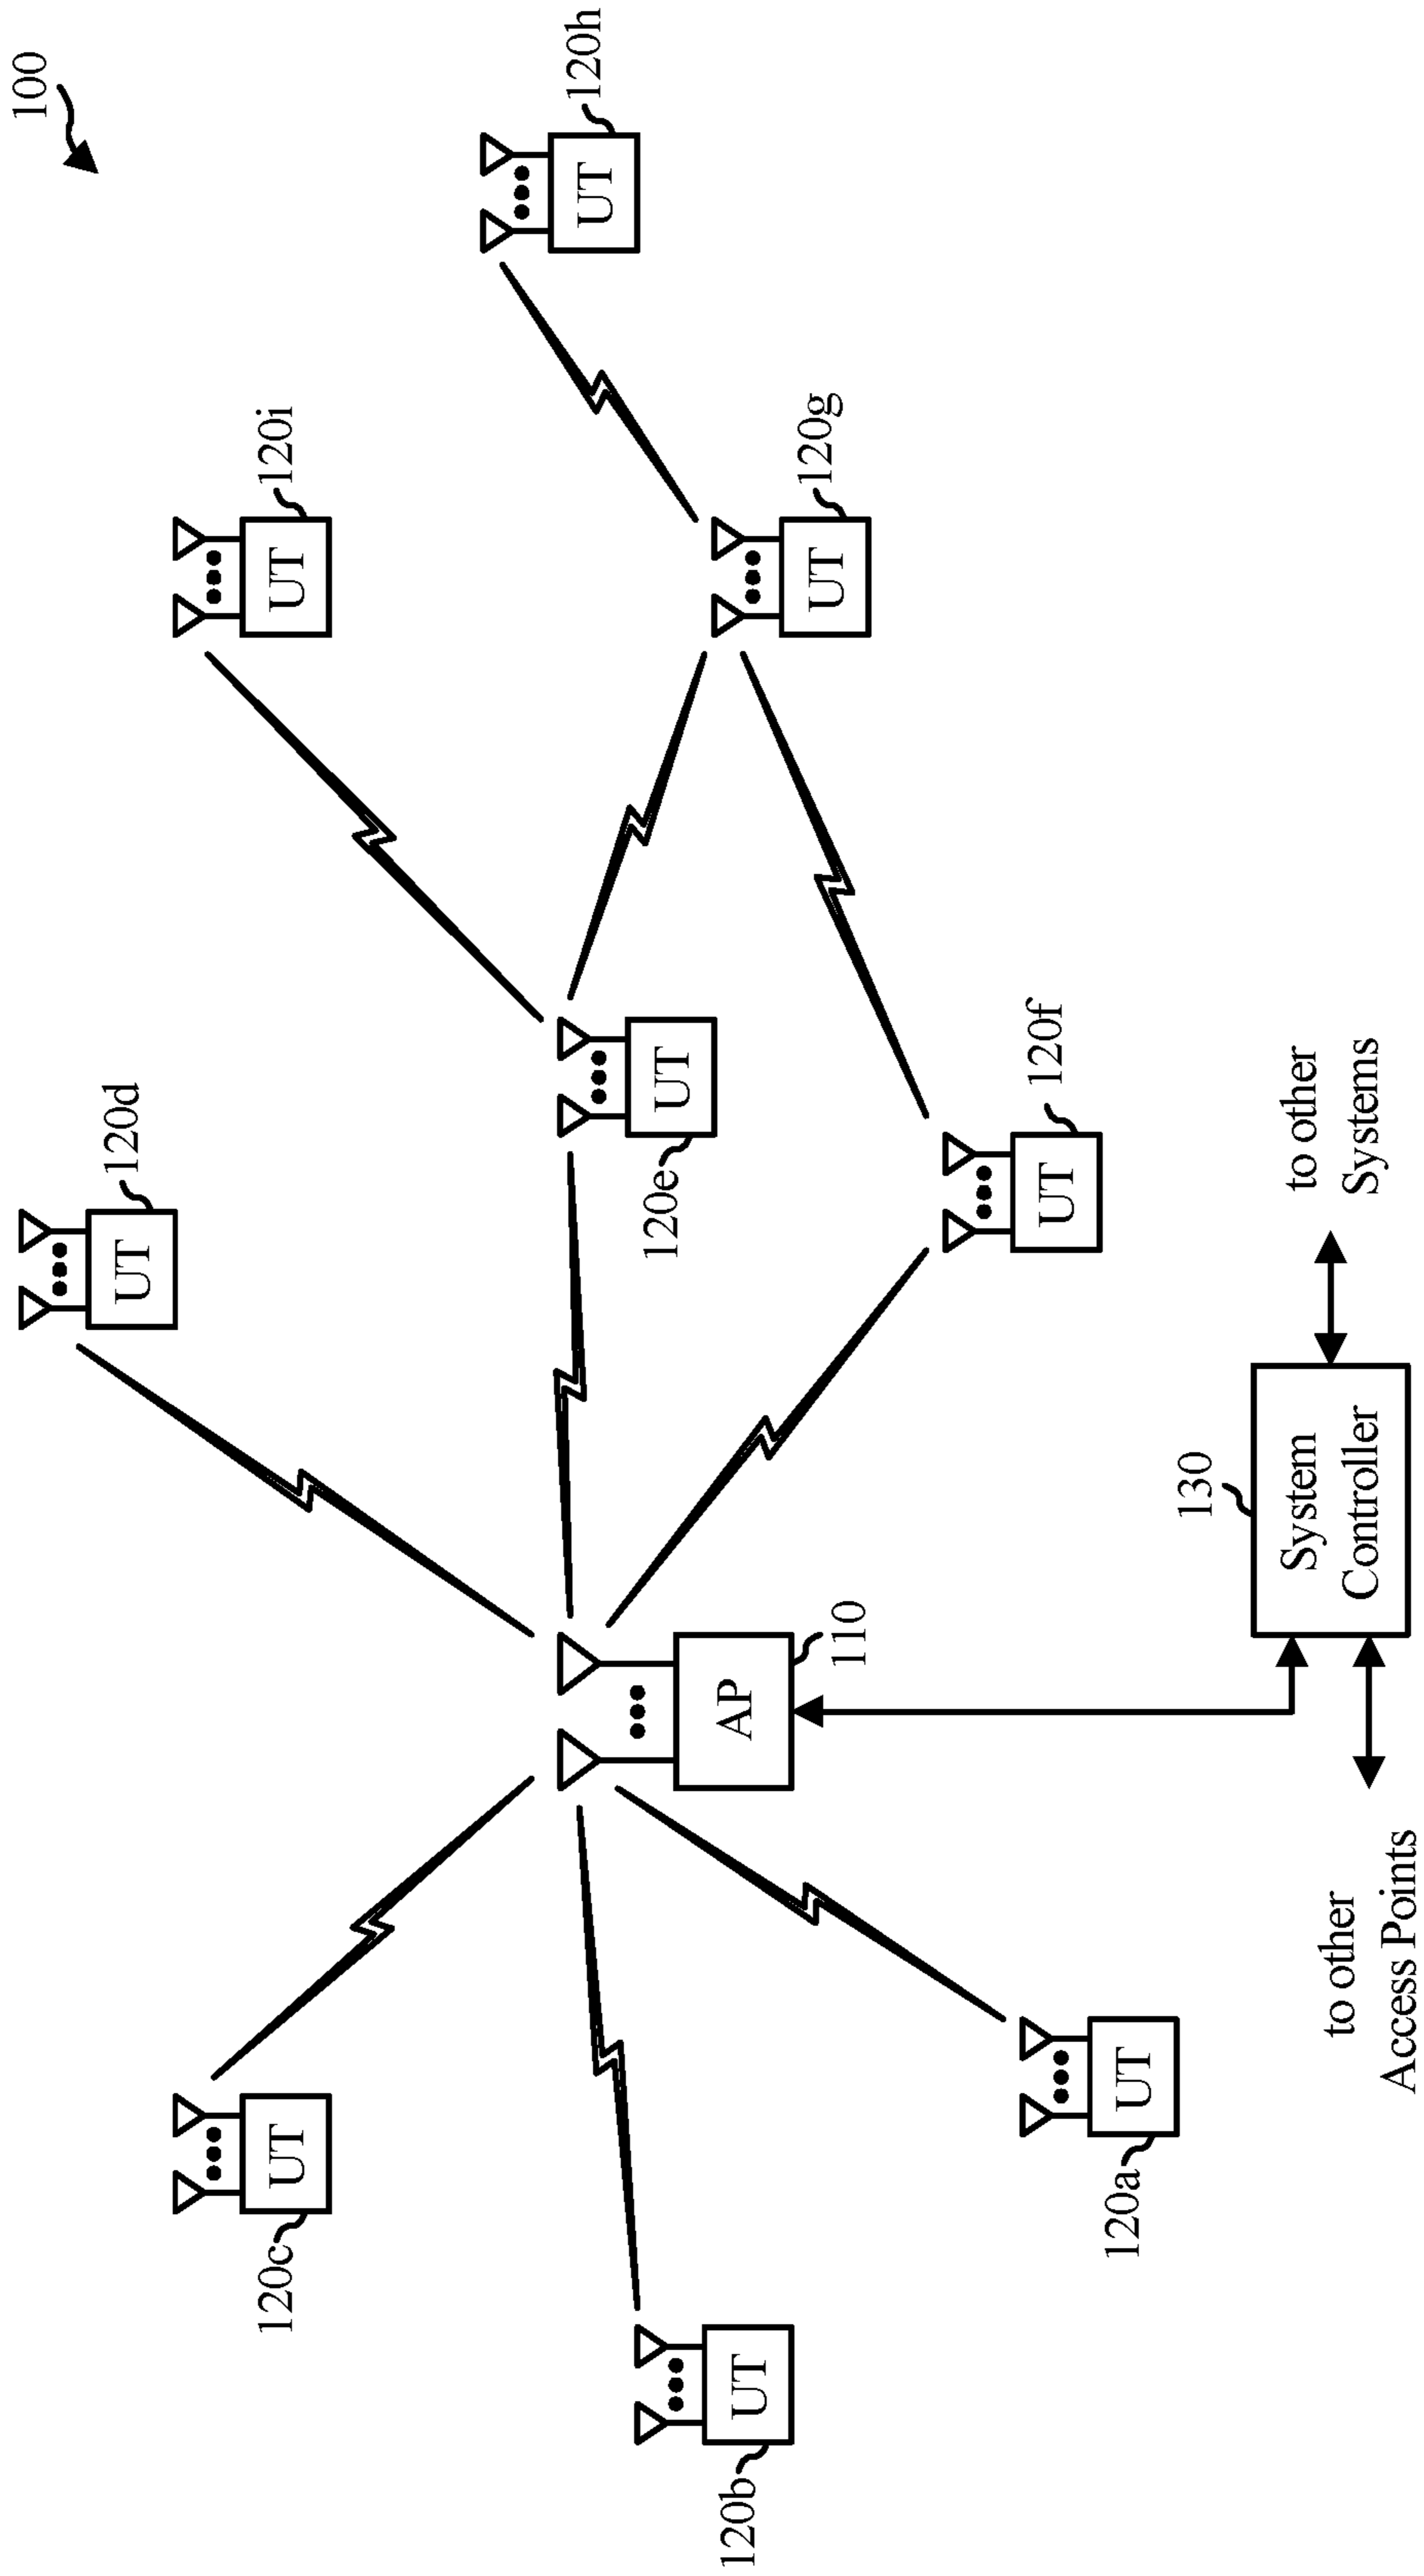 100
UT
120d
UT
120i
UT
120c
UT
120h
UT
120e
UT
120g
AP
110
UT
120b
UT
120f
UT
120a
130
System
Controller
to other
Systems
to other
Access Points